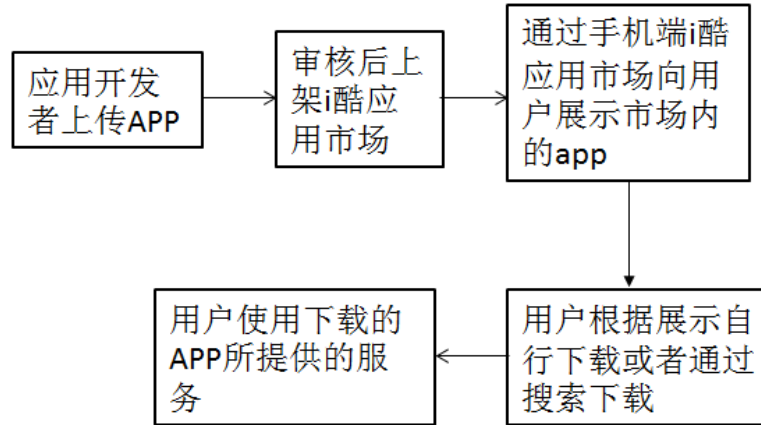 应用开发
者上传APP
审核后上
架i酷应
用市场
通过手机端i酷
应用市场向用
户展示市场内
的app
用户根据展示自
行下载或者通过
搜索下载
用户使用下载的
APP所提供的服
务